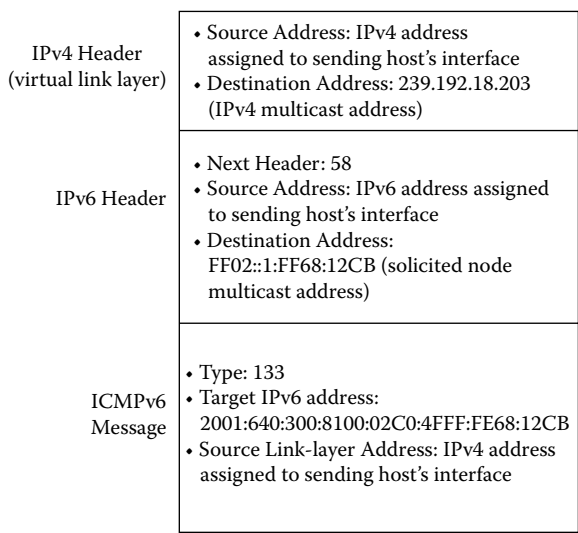 IPv4 Header
(virtual link layer)
• Source Address: IPv4 address
assigned to sending host's interface
• Destination Address: 239.192.18.203
(IPv4 multicast address)
IPv6 Header
• Next Header: 58
• Source Address: IPv6 address assigned
to sending host's interface
• Destination Address:
FF02::1:FF68:12CB (solicited node
multicast address)
ICMPv6
Message
• Type: 133
• Target IPv6 address:
2001:640:300:8100:02C0:4FFF:FE68:12CB
• Source Link-layer Address: IPv4 address
assigned to sending host's interface